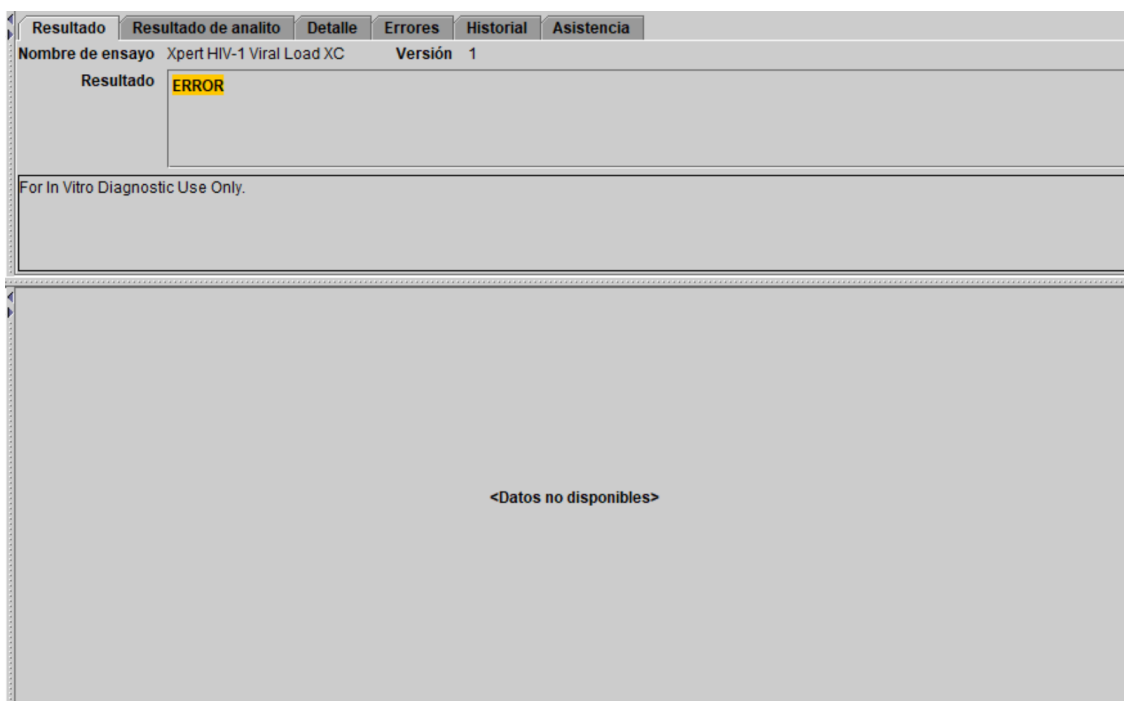 Resultado Resultado de analito Detalle Errores Historial Asistencia
Nombre de ensayo Xpert HIV-1 Viral Load XC Versión 1
Resultado ERROR
For In Vitro Diagnostic Use Only.
<Datos no disponibles>